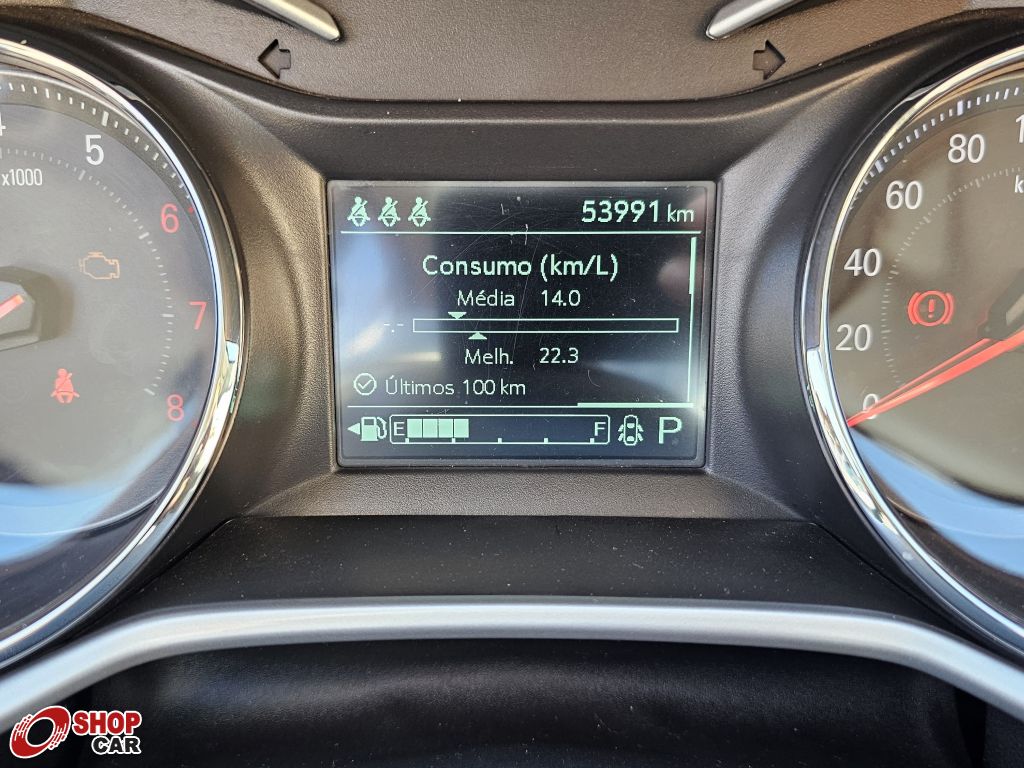 5
x1000
6
7
8
53991 km
Consumo (km/L)
Média 14.0
-.-
Melh. 22.3
Últimos 100 km
E F P
80
60
40
20
0
SHOP
CAR